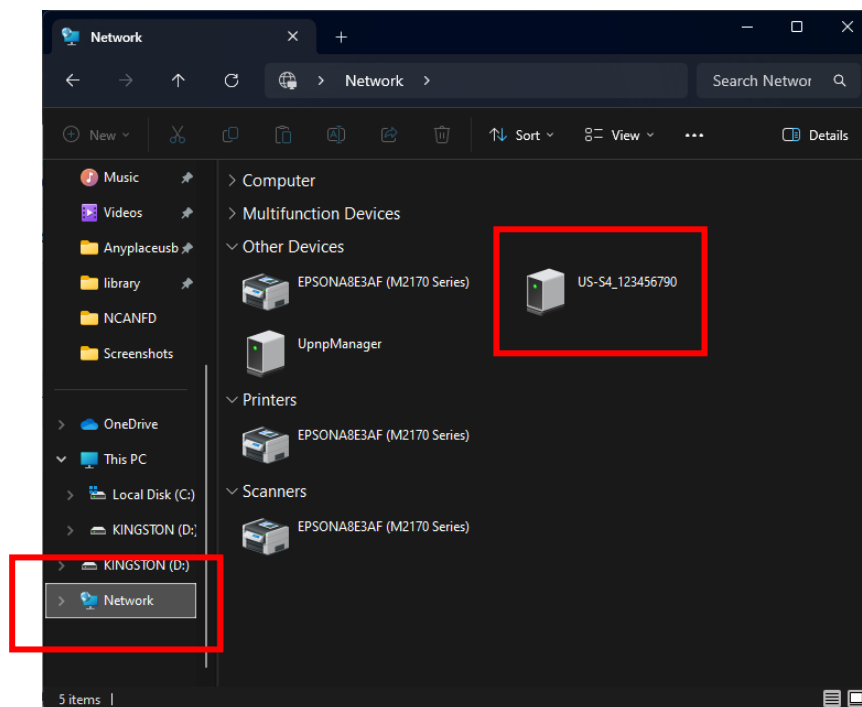 Network
Network
Search Networ
New
Sort
View
Details
Music
Videos
Anyplaceusb
library
NCANFD
Screenshots
OneDrive
This PC
Local Disk (C:)
KINGSTON (D:)
KINGSTON (D:)
Network
Computer
Multifunction Devices
Other Devices
EPSONA8E3AF (M2170 Series)
US-S4_123456790
UpnpManager
Printers
EPSONA8E3AF (M2170 Series)
Scanners
EPSONA8E3AF (M2170 Series)
5 items